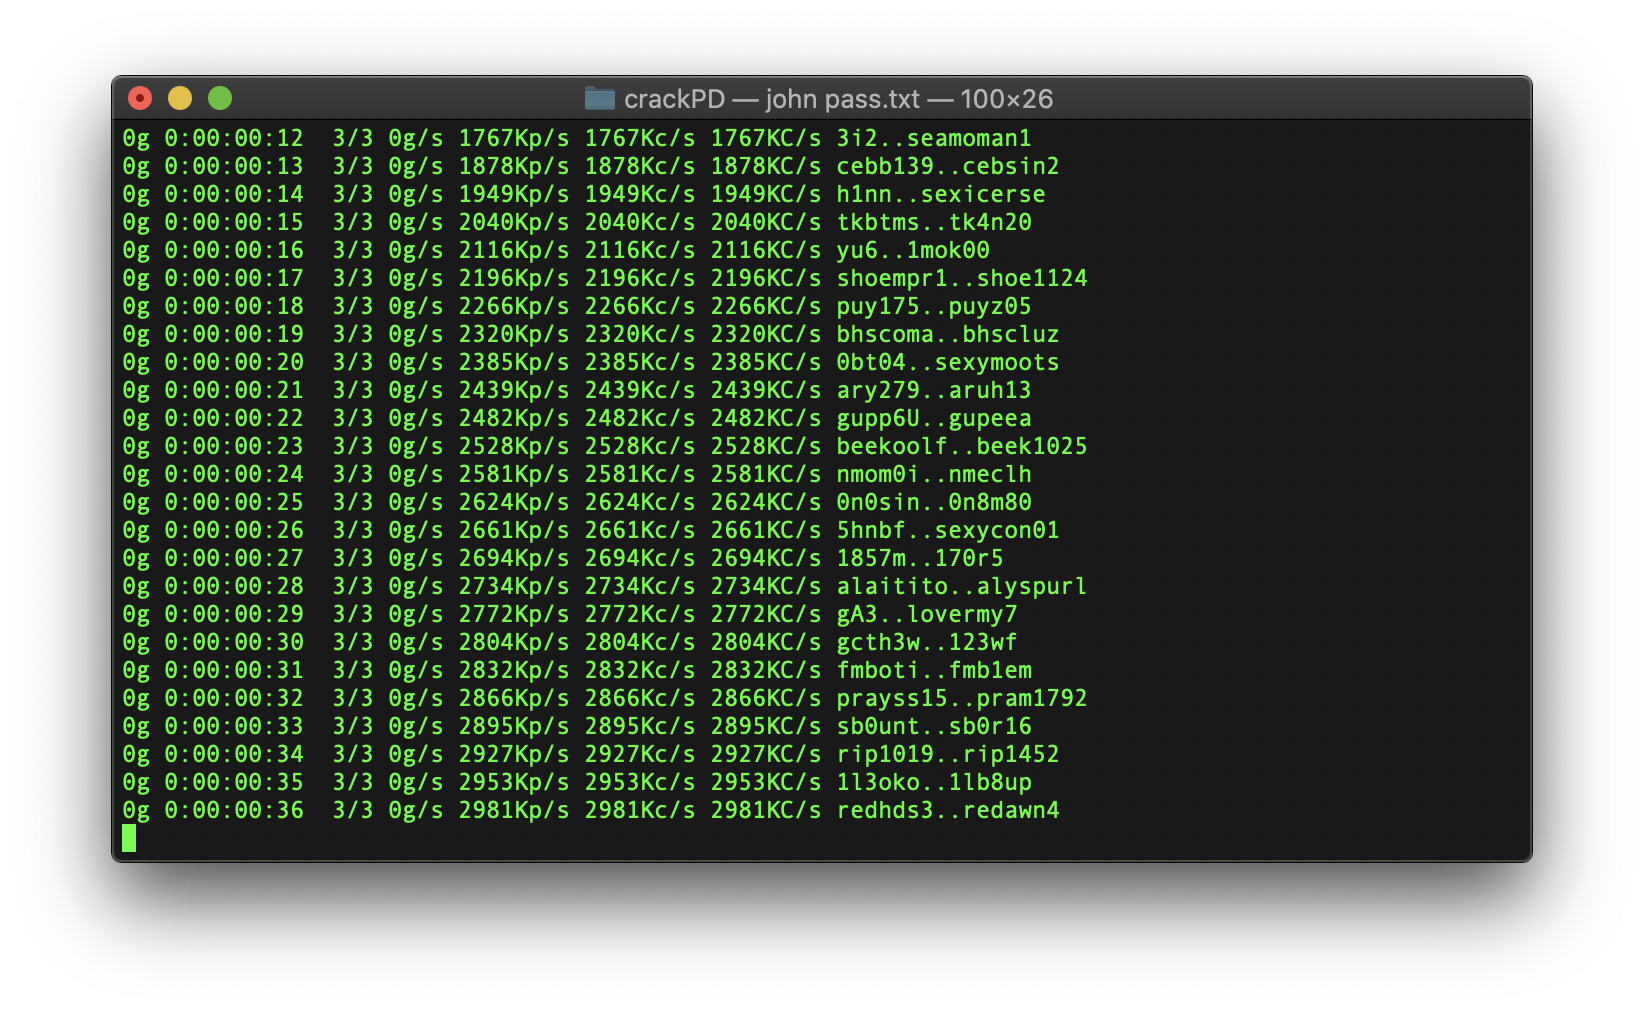 crackPD — john pass.txt — 100×26
0g 0:00:00:12  3/3 0g/s 1767Kp/s 1767Kc/s 1767KC/s 3i2..seamoman1
0g 0:00:00:13  3/3 0g/s 1878Kp/s 1878Kc/s 1878KC/s cebb139..cebsin2
0g 0:00:00:14  3/3 0g/s 1949Kp/s 1949Kc/s 1949KC/s h1nn..sexicerse
0g 0:00:00:15  3/3 0g/s 2040Kp/s 2040Kc/s 2040KC/s tkbtms..tk4n20
0g 0:00:00:16  3/3 0g/s 2116Kp/s 2116Kc/s 2116KC/s yu6..1mok00
0g 0:00:00:17  3/3 0g/s 2196Kp/s 2196Kc/s 2196KC/s shoempr1..shoe1124
0g 0:00:00:18  3/3 0g/s 2266Kp/s 2266Kc/s 2266KC/s puy175..puyz05
0g 0:00:00:19  3/3 0g/s 2320Kp/s 2320Kc/s 2320KC/s bhscoma..bhscluz
0g 0:00:00:20  3/3 0g/s 2385Kp/s 2385Kc/s 2385KC/s 0bt04..sexymoots
0g 0:00:00:21  3/3 0g/s 2439Kp/s 2439Kc/s 2439KC/s ary279..aruh13
0g 0:00:00:22  3/3 0g/s 2482Kp/s 2482Kc/s 2482KC/s gupp6U..gupeea
0g 0:00:00:23  3/3 0g/s 2528Kp/s 2528Kc/s 2528KC/s beekoolf..beek1025
0g 0:00:00:24  3/3 0g/s 2581Kp/s 2581Kc/s 2581KC/s nmom0i..nmeclh
0g 0:00:00:25  3/3 0g/s 2624Kp/s 2624Kc/s 2624KC/s 0n0sin..0n8m80
0g 0:00:00:26  3/3 0g/s 2661Kp/s 2661Kc/s 2661KC/s 5hnbf..sexycon01
0g 0:00:00:27  3/3 0g/s 2694Kp/s 2694Kc/s 2694KC/s 1857m..170r5
0g 0:00:00:28  3/3 0g/s 2734Kp/s 2734Kc/s 2734KC/s alaitito..alyspurl
0g 0:00:00:29  3/3 0g/s 2772Kp/s 2772Kc/s 2772KC/s gA3..lovermy7
0g 0:00:00:30  3/3 0g/s 2804Kp/s 2804Kc/s 2804KC/s gcth3w..123wf
0g 0:00:00:31  3/3 0g/s 2832Kp/s 2832Kc/s 2832KC/s fmboti..fmb1em
0g 0:00:00:32  3/3 0g/s 2866Kp/s 2866Kc/s 2866KC/s prayss15..pram1792
0g 0:00:00:33  3/3 0g/s 2895Kp/s 2895Kc/s 2895KC/s sb0unt..sb0r16
0g 0:00:00:34  3/3 0g/s 2927Kp/s 2927Kc/s 2927KC/s rip1019..rip1452
0g 0:00:00:35  3/3 0g/s 2953Kp/s 2953Kc/s 2953KC/s 1l3oko..1lb8up
0g 0:00:00:36  3/3 0g/s 2981Kp/s 2981Kc/s 2981KC/s redhds3..redawn4